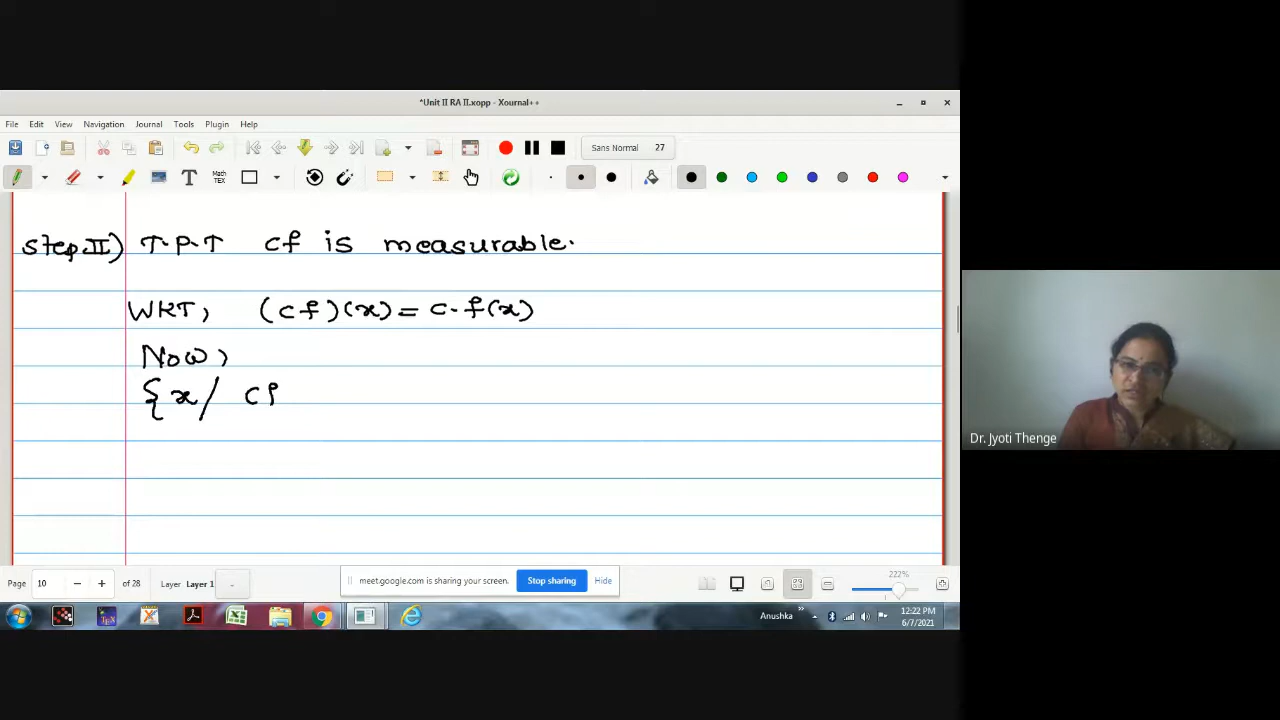 *Unit II RA II.xopp - Xournal++
File Edit View Navigation Journal Tools Plugin Help
Sans Normal 27
Step.II) T.P.T cf is measurable.
WKT, (cf)(x) = c.f(x)
Now,
{x/ cf
Dr. Jyoti Thenge
Page 10 of 28 Layer Layer 1
meet.google.com is sharing your screen. Stop sharing Hide
222%
Anushka
12:22 PM
6/7/2021